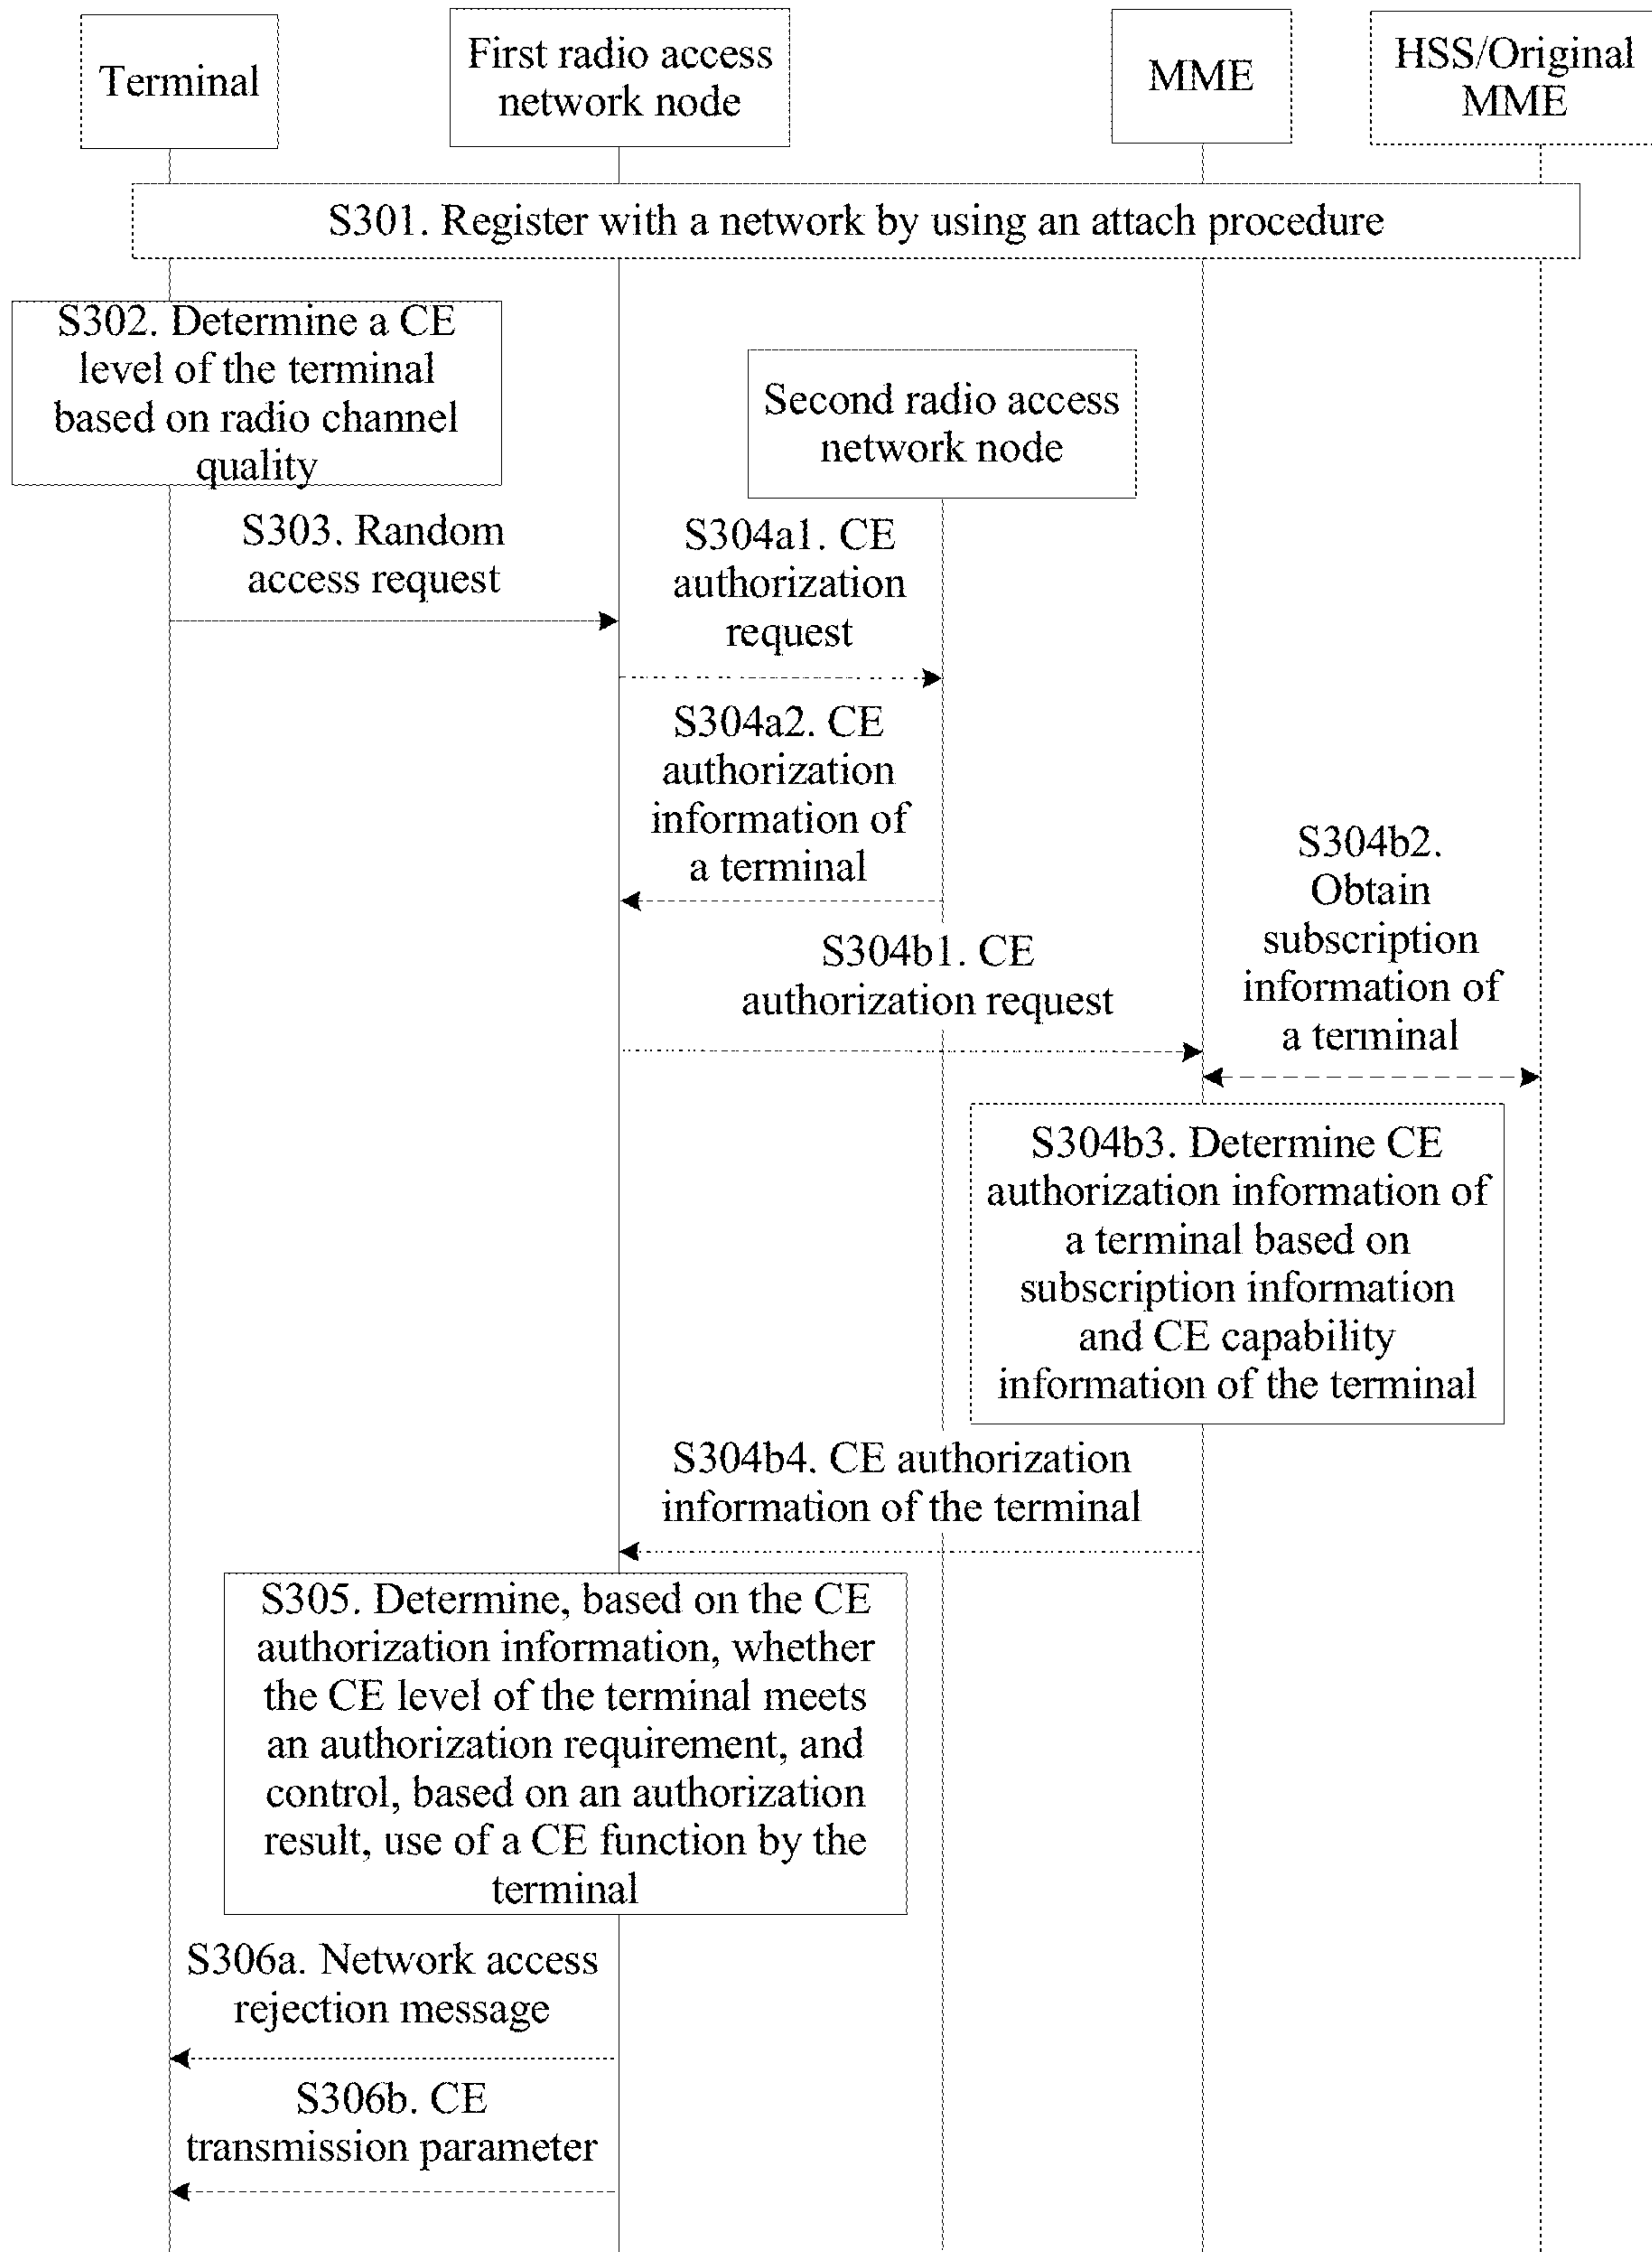 Terminal
First radio access
network node
MME
HSS/Original
MME
S301. Register with a network by using an attach procedure
S302. Determine a CE
level of the terminal
based on radio channel
quality
Second radio access
network node
S303. Random
access request
S304a1. CE
authorization
request
S304a2. CE
authorization
information of
a terminal
S304b1. CE
authorization request
S304b2.
Obtain
subscription
information of
a terminal
S304b3. Determine CE
authorization information of
a terminal based on
subscription information
and CE capability
information of the terminal
S304b4. CE authorization
information of the terminal
S305. Determine, based on the CE
authorization information, whether
the CE level of the terminal meets
an authorization requirement, and
control, based on an authorization
result, use of a CE function by the
terminal
S306a. Network access
rejection message
S306b. CE
transmission parameter